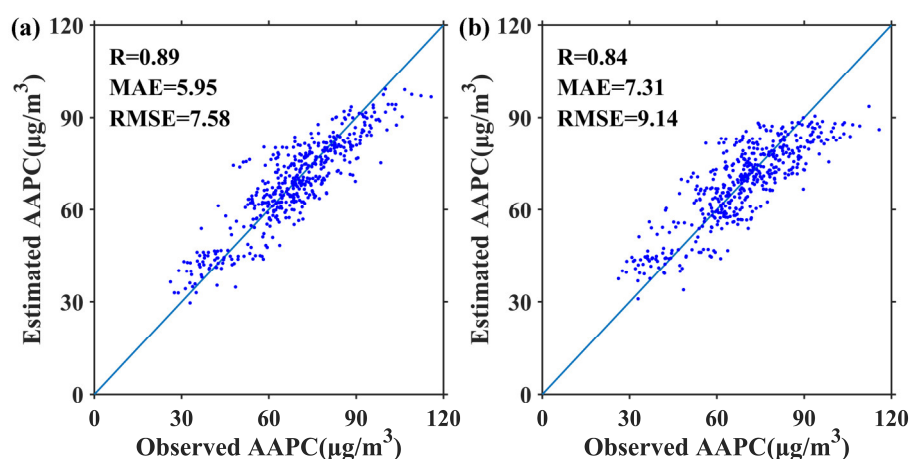 (a)
R=0.89
MAE=5.95
RMSE=7.58
120
90
60
30
0
0 30 60 90 120
Estimated AAPC(µg/m³)
Observed AAPC(µg/m³)
(b)
R=0.84
MAE=7.31
RMSE=9.14
120
90
60
30
0
0 30 60 90 120
Estimated AAPC(µg/m³)
Observed AAPC(µg/m³)